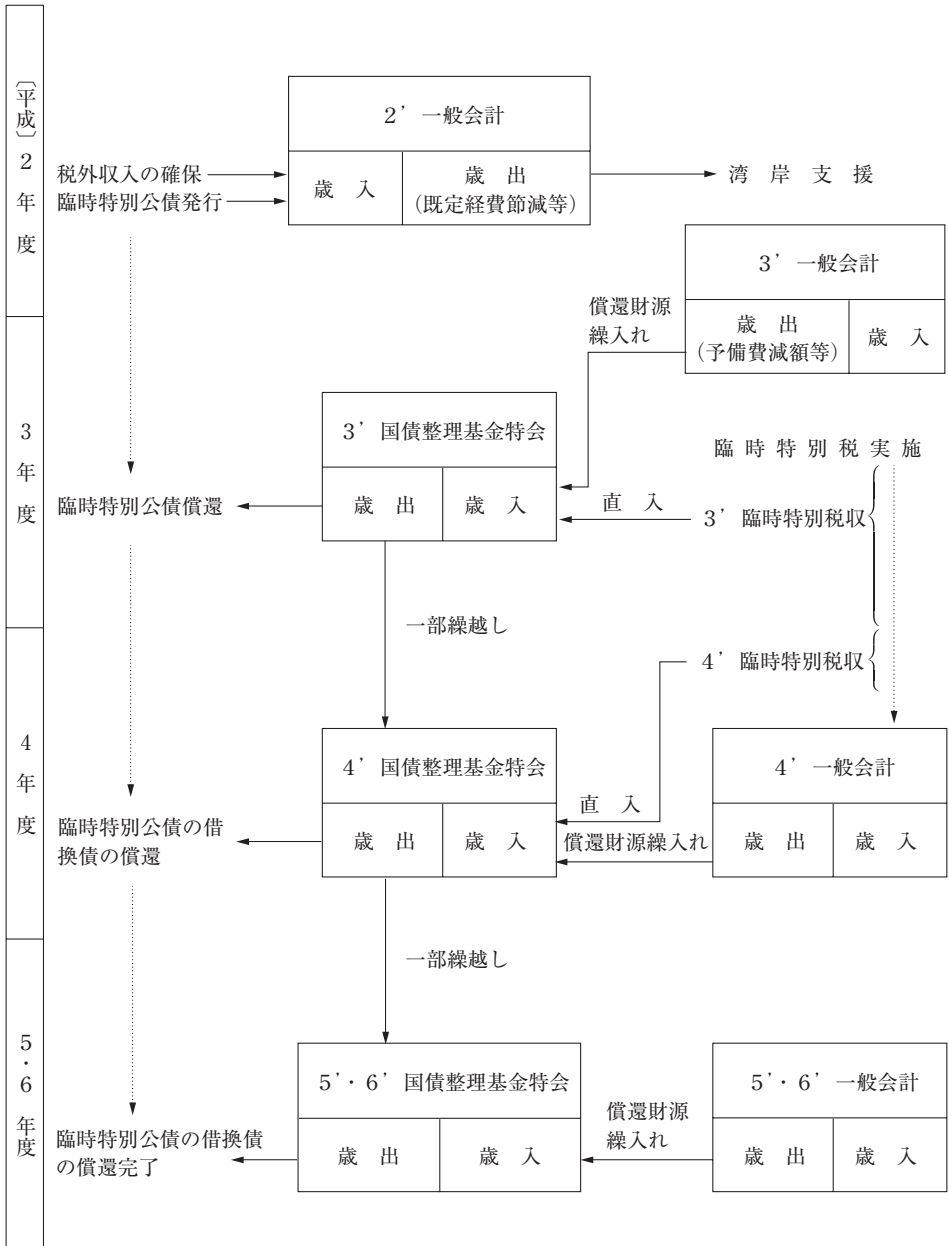 〔平成〕2年度
2’ 一般会計
税外収入の確保
臨時特別公債発行
歳 入
歳 出
(既定経費節減等)
湾 岸 支 援
3’ 一般会計
償還財源
繰入れ
歳 出
(予備費減額等)
歳 入
3年度
3’ 国債整理基金特会
臨時特別税実施
臨時特別公債償還
歳 出
歳 入
直 入
3’ 臨時特別税収
一部繰越し
4’ 臨時特別税収
4年度
4’ 国債整理基金特会
4’ 一般会計
直 入
臨時特別公債の借
換債の償還
歳 出
歳 入
償還財源繰入れ
歳 出
歳 入
一部繰越し
5・6年度
5’・6’ 国債整理基金特会
5’・6’ 一般会計
償還財源
繰入れ
臨時特別公債の借換債
の償還完了
歳 出
歳 入
歳 出
歳 入